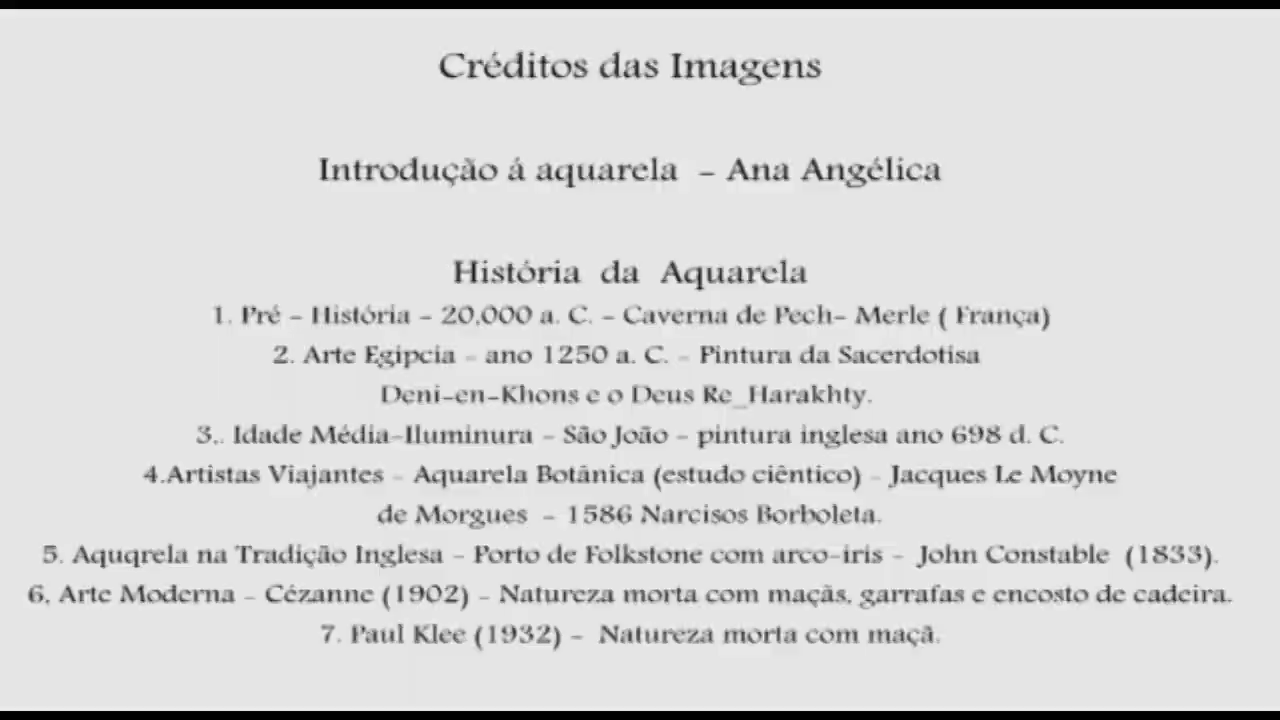 Créditos das Imagens
Introdução á aquarela - Ana Angélica
História da Aquarela
1. Pré - História - 20,000 a. C. - Caverna de Pech- Merle ( França)
2. Arte Egipcia - ano 1250 a. C. - Pintura da Sacerdotisa
Deni-en-Khons e o Deus Re_Harakhty.
3,. Idade Média-Iluminura - São João - pintura inglesa ano 698 d. C.
4.Artistas Viajantes - Aquarela Botânica (estudo ciêntico) - Jacques Le Moyne
de Morgues - 1586 Narcisos Borboleta.
5. Aquqrela na Tradição Inglesa - Porto de Folkstone com arco-iris - John Constable (1833).
6, Arte Moderna - Cézanne (1902) - Natureza morta com maçãs, garrafas e encosto de cadeira.
7. Paul Klee (1932) - Natureza morta com maçã.